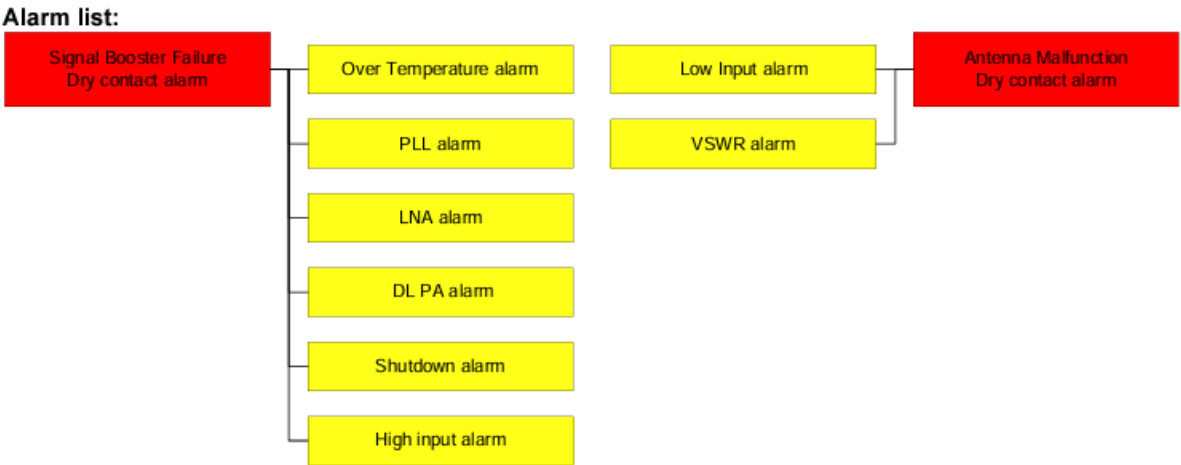 Alarm list:
Signal Booster Failure
Dry contact alarm
Over Temperature alarm
PLL alarm
LNA alarm
DL PA alarm
Shutdown alarm
High input alarm
Low Input alarm
VSWR alarm
Antenna Malfunction
Dry contact alarm